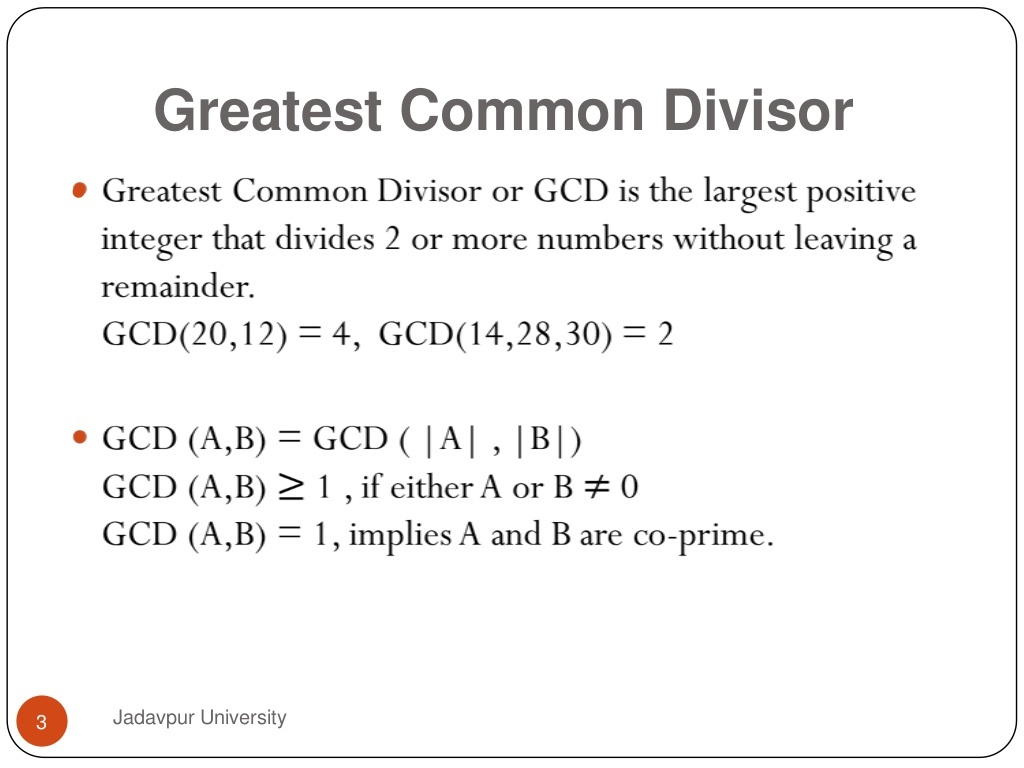 Greatest Common Divisor
Greatest Common Divisor or GCD is the largest positive
integer that divides 2 or more numbers without leaving a
remainder.
GCD(20,12) = 4, GCD(14,28,30) = 2
GCD (A,B) = GCD ( |A| , |B|)
GCD (A,B) ≥ 1 , if either A or B ≠ 0
GCD (A,B) = 1, implies A and B are co-prime.
3
Jadavpur University